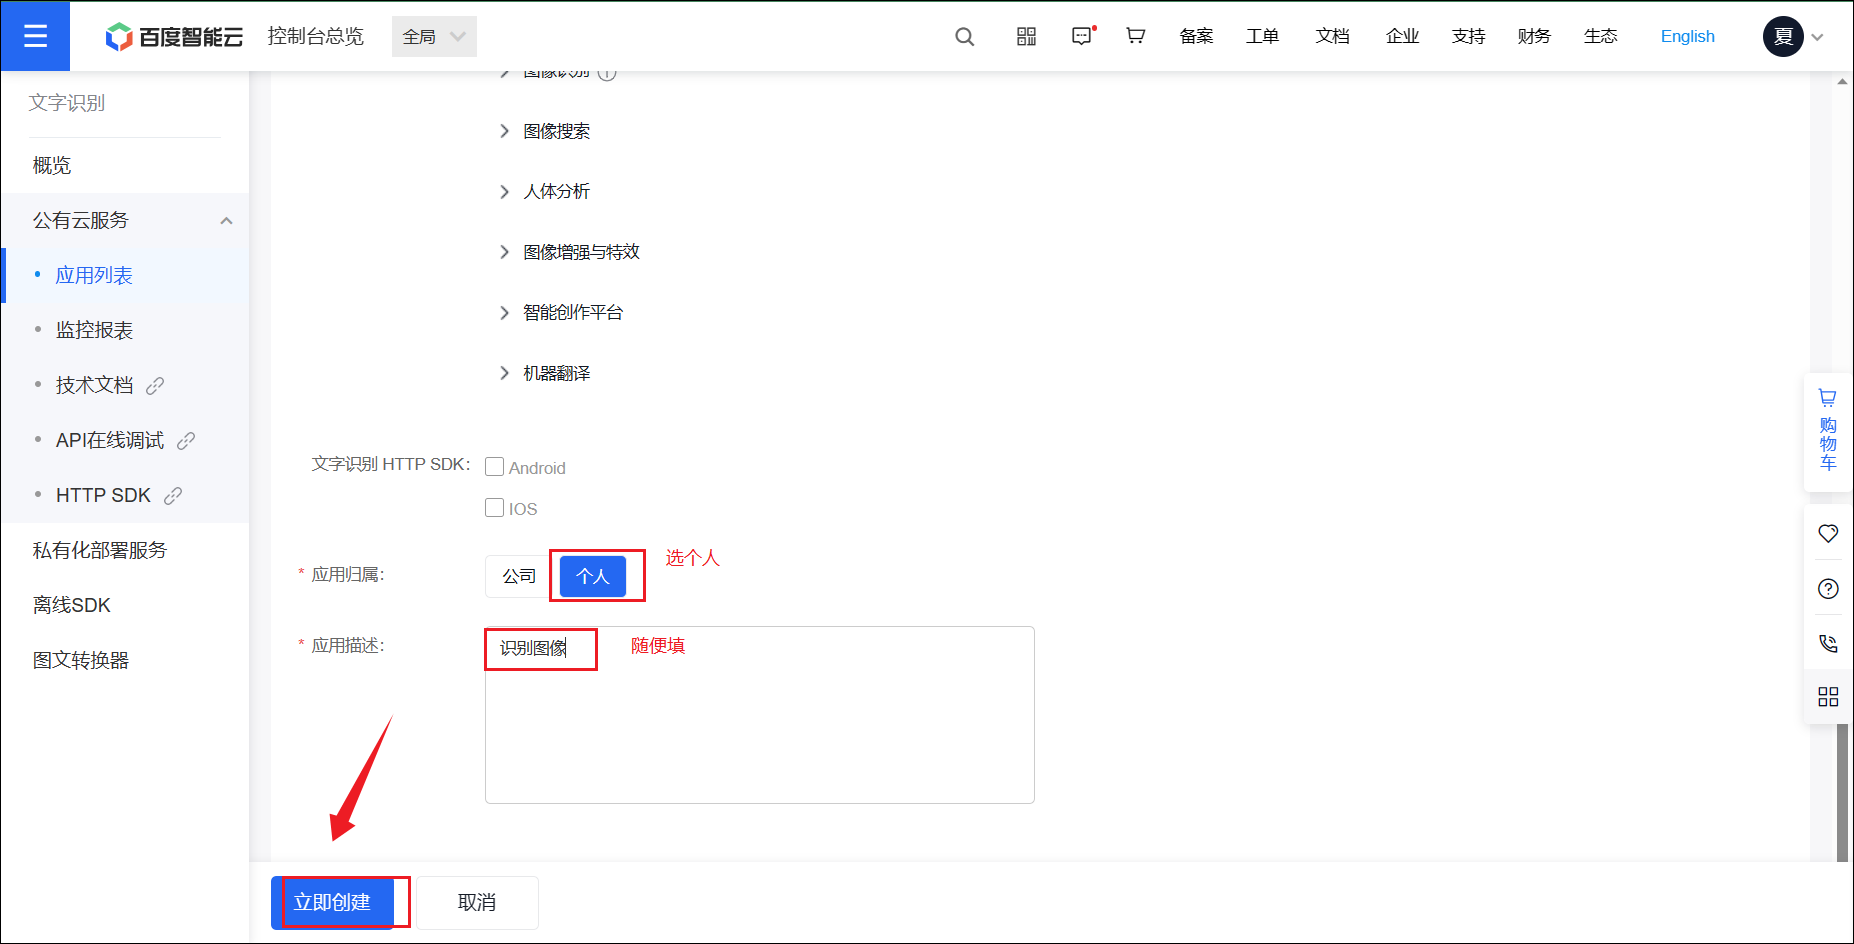 百度智能云
控制台总览
全局
备案
工单
文档
企业
支持
财务
生态
English
夏
文字识别
概览
公有云服务
应用列表
监控报表
技术文档
API在线调试
HTTP SDK
私有化部署服务
离线SDK
图文转换器
图像识别
图像搜索
人体分析
图像增强与特效
智能创作平台
机器翻译
文字识别 HTTP SDK：
Android
IOS
* 应用归属：
公司
个人
选个人
* 应用描述：
识别图像
随便填
立即创建
取消
购物车